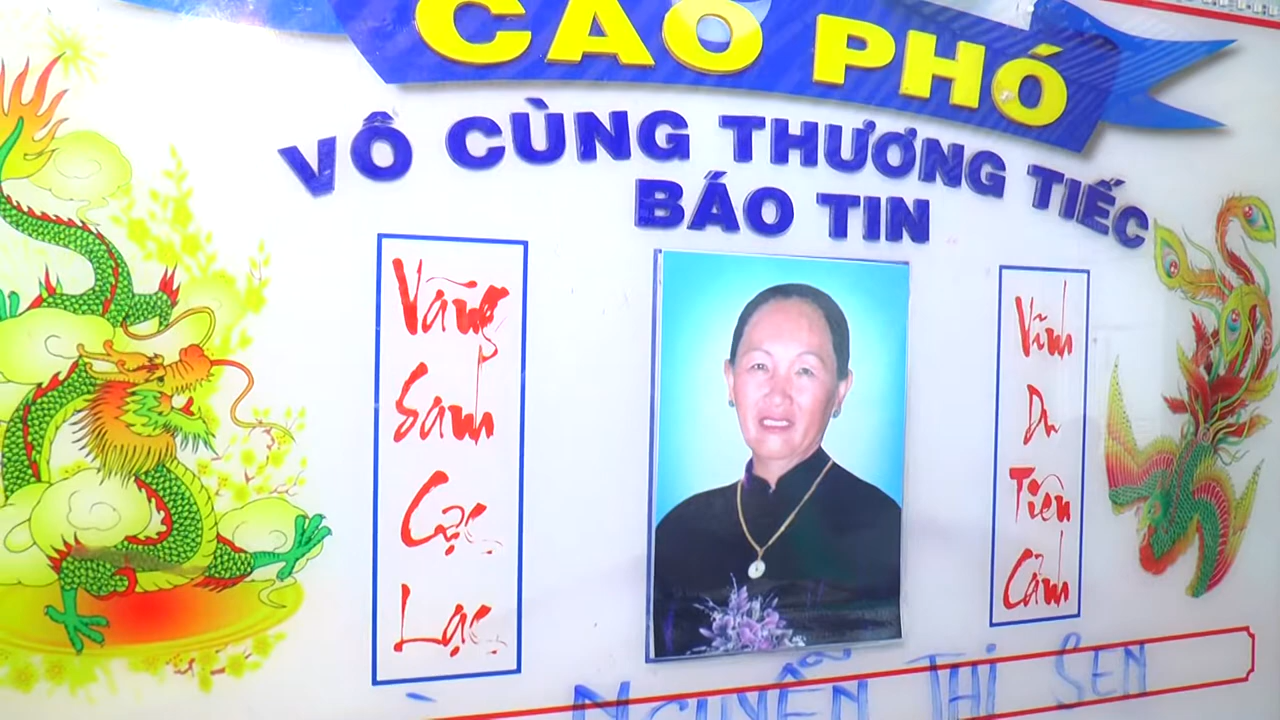 CÁO PHÓ
VÔ CÙNG THƯƠNG TIẾC
BÁO TIN
Vãng
Sanh
Cực
Lạc
Vĩnh
Du
Tiên
Cảnh
NGUYỄN THỊ SEN